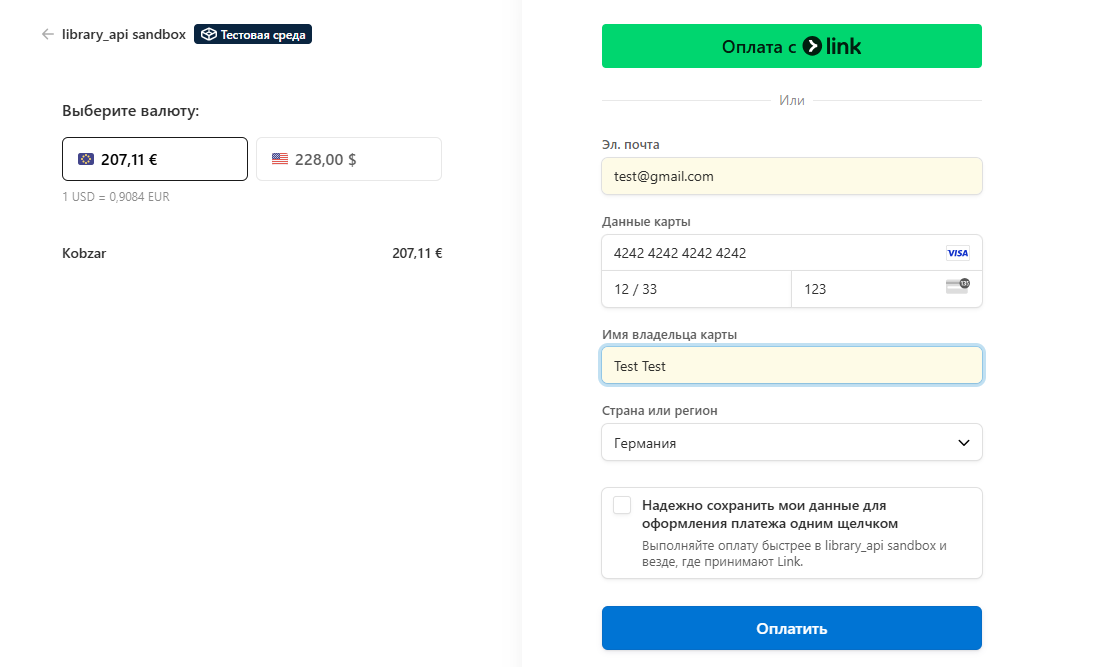 library_api sandbox Тестовая среда
Выберите валюту:
207,11 € 228,00 $
1 USD = 0,9084 EUR
Kobzar 207,11 €
Оплата с link
Или
Эл. почта
test@gmail.com
Данные карты
4242 4242 4242 4242 VISA
12 / 33 123
Имя владельца карты
Test Test
Страна или регион
Германия
Надежно сохранить мои данные для
оформления платежа одним щелчком
Выполняйте оплату быстрее в library_api sandbox и
везде, где принимают Link.
Оплатить